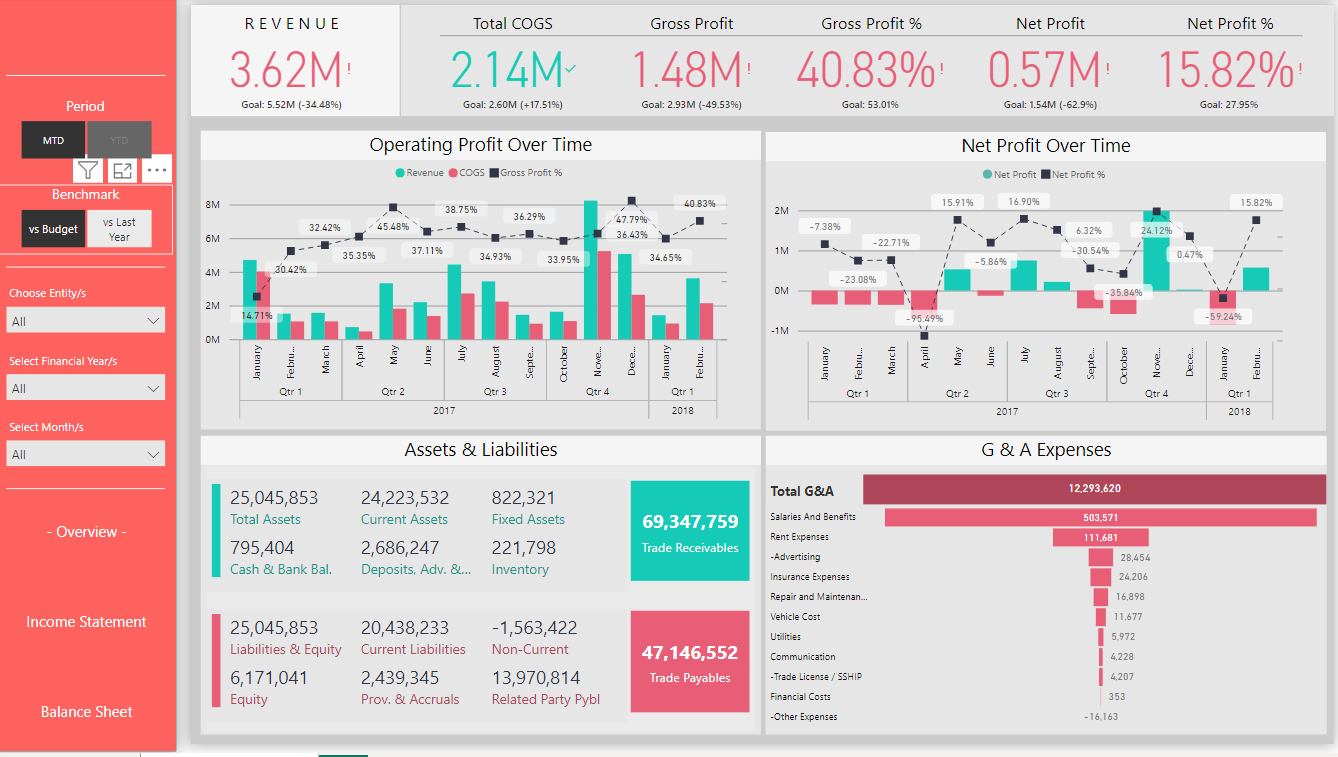 Period
MTD
YTD
Benchmark
vs Budget
vs Last
Year
Choose Entity/s
All
Select Financial Year/s
All
Select Month/s
All
- Overview -
Income Statement
Balance Sheet
REVENUE
3.62M!
Goal: 5.52M (-34.48%)
Total COGS
2.14M✓
Goal: 2.60M (+17.51%)
Gross Profit
1.48M!
Goal: 2.93M (-49.53%)
Gross Profit %
40.83%!
Goal: 53.01%
Net Profit
0.57M!
Goal: 1.54M (-62.9%)
Net Profit %
15.82%!
Goal: 27.95%
Operating Profit Over Time
Revenue COGS Gross Profit %
8M
6M
4M
2M
0M
14.71%
30.42%
32.42%
35.35%
45.48%
37.11%
38.75%
34.93%
36.29%
33.95%
36.43%
47.79%
34.65%
40.83%
January Febru... March April May June July August Septe... October Nove... Dece... January Febru...
Qtr 1 Qtr 2 Qtr 3 Qtr 4 Qtr 1
2017 2018
Net Profit Over Time
Net Profit Net Profit %
2M
1M
0M
-1M
-7.38%
-23.08%
-22.71%
-95.49%
15.91%
-5.86%
16.90%
6.32%
-30.54%
-35.84%
24.12%
0.47%
-59.24%
15.82%
January Febru... March April May June July August Septe... October Nove... Dece... January Febru...
Qtr 1 Qtr 2 Qtr 3 Qtr 4 Qtr 1
2017 2018
Assets & Liabilities
25,045,853 24,223,532 822,321
Total Assets Current Assets Fixed Assets
795,404 2,686,247 221,798
Cash & Bank Bal. Deposits, Adv. &... Inventory
69,347,759
Trade Receivables
25,045,853 20,438,233 -1,563,422
Liabilities & Equity Current Liabilities Non-Current
6,171,041 2,439,345 13,970,814
Equity Prov. & Accruals Related Party Pybl
47,146,552
Trade Payables
G & A Expenses
Total G&A 12,293,620
Salaries And Benefits 503,571
Rent Expenses 111,681
-Advertising 28,454
Insurance Expenses 24,206
Repair and Maintenan... 16,898
Vehicle Cost 11,677
Utilities 5,972
Communication 4,228
-Trade License / SSHIP 4,207
Financial Costs 353
-Other Expenses -16,163